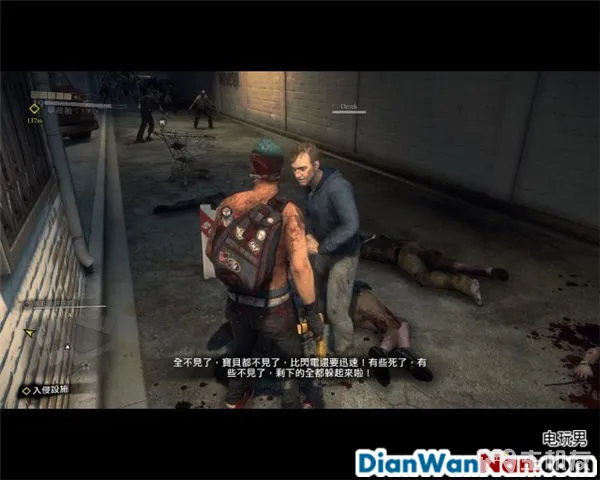 137m
Derek
全不見了，寶貝都不見了，比閃電還要迅速！有些死了，有
些不見了，剩下的全都躲起來啦！
入侵設施
电玩男
DianWanNan.com